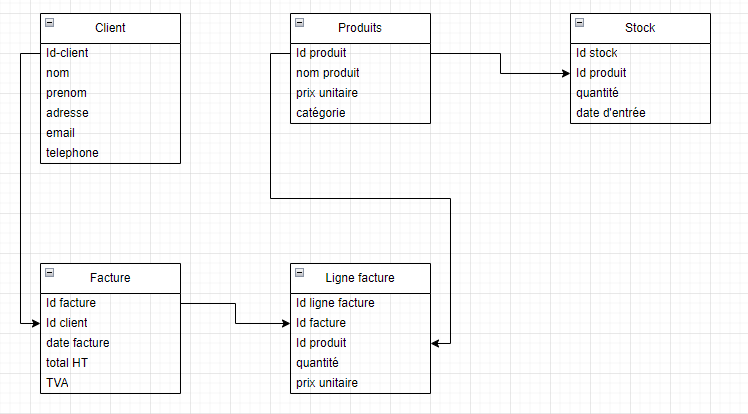 Client
Id-client
nom
prenom
adresse
email
telephone
Produits
Id produit
nom produit
prix unitaire
catégorie
Stock
Id stock
Id produit
quantité
date d'entrée
Facture
Id facture
Id client
date facture
total HT
TVA
Ligne facture
Id ligne facture
Id facture
Id produit
quantité
prix unitaire